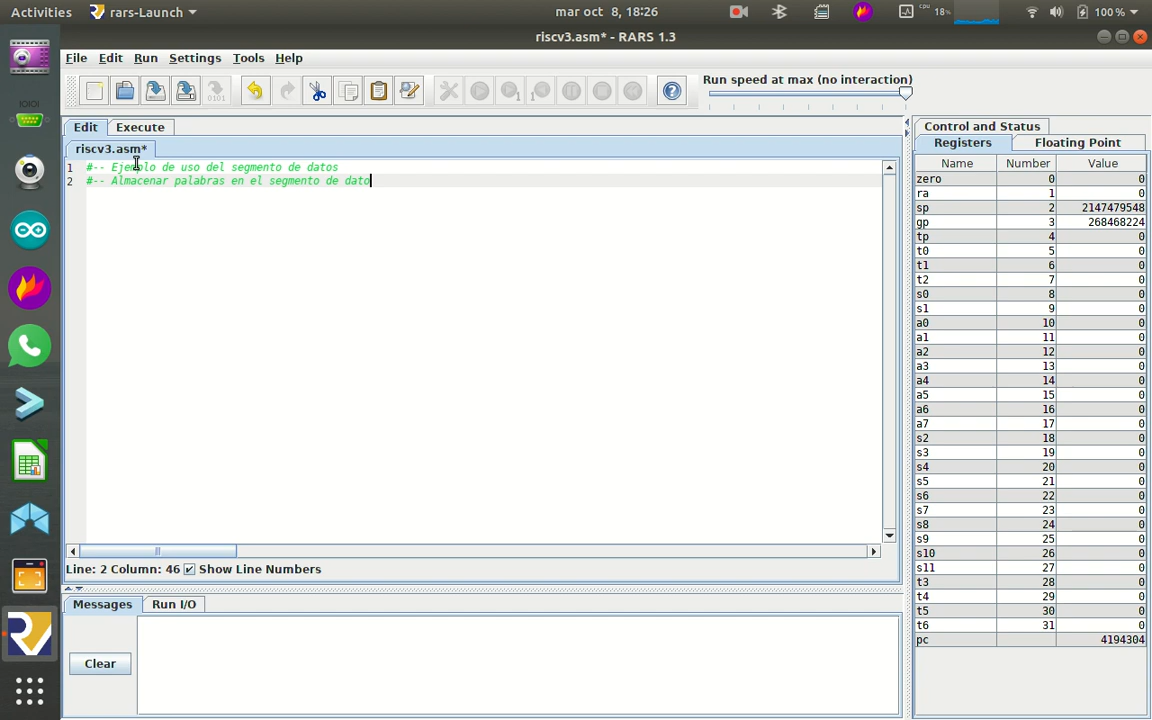 Activities rars-Launch mar oct 8, 18:26 cpu 18% 100%
riscv3.asm* - RARS 1.3
File Edit Run Settings Tools Help
Run speed at max (no interaction)
Edit Execute
riscv3.asm*
1 #-- Ejemplo de uso del segmento de datos
2 #-- Almacenar palabras en el segmento de dato
Line: 2 Column: 46 Show Line Numbers
Messages Run I/O
Clear
Control and Status
Registers Floating Point
Name Number Value
zero 0 0
ra 1 0
sp 2 2147479548
gp 3 268468224
tp 4 0
t0 5 0
t1 6 0
t2 7 0
s0 8 0
s1 9 0
a0 10 0
a1 11 0
a2 12 0
a3 13 0
a4 14 0
a5 15 0
a6 16 0
a7 17 0
s2 18 0
s3 19 0
s4 20 0
s5 21 0
s6 22 0
s7 23 0
s8 24 0
s9 25 0
s10 26 0
s11 27 0
t3 28 0
t4 29 0
t5 30 0
t6 31 0
pc 4194304